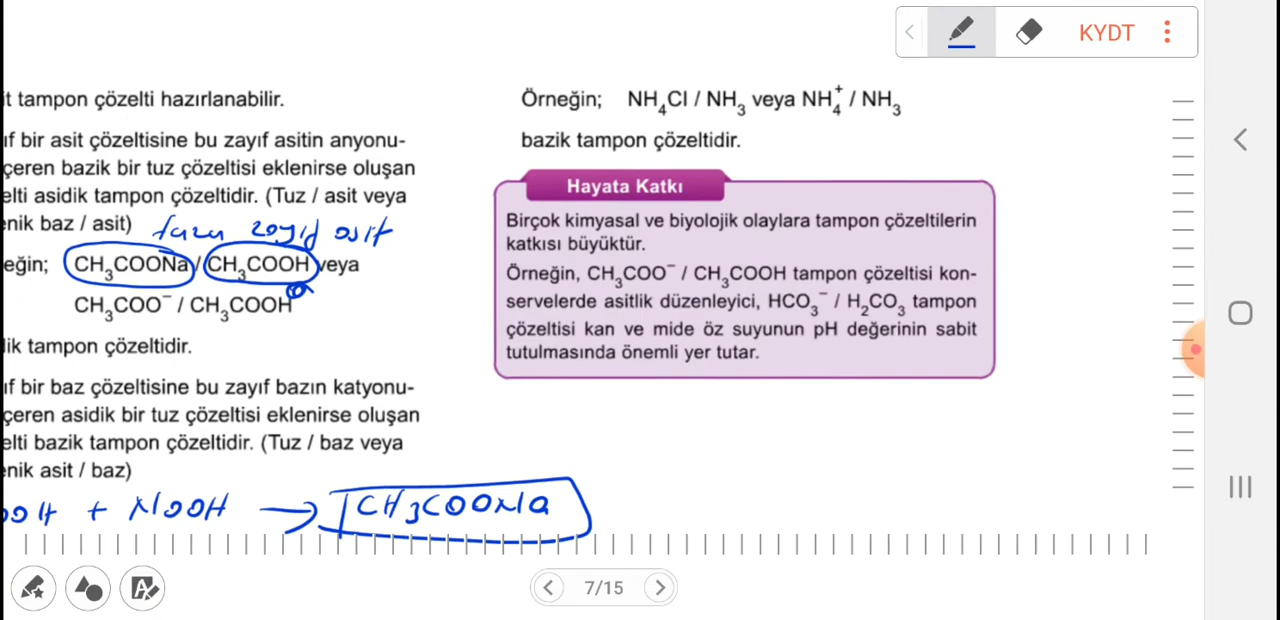 KYDT
it tampon çözelti hazırlanabilir.
ıf bir asit çözeltisine bu zayıf asitin anyonu-
çeren bazik bir tuz çözeltisi eklenirse oluşan
elti asidik tampon çözeltidir. (Tuz / asit veya
enik baz / asit)
zayıf asit
eğin; CH₃COONa / CH₃COOH veya
CH₃COO⁻ / CH₃COOH
lik tampon çözeltidir.
ıf bir baz çözeltisine bu zayıf bazın katyonu-
çeren asidik bir tuz çözeltisi eklenirse oluşan
elti bazik tampon çözeltidir. (Tuz / baz veya
enik asit / baz)
OOH + NaOH → CH₃COONa
Örneğin; NH₄Cl / NH₃ veya NH₄⁺ / NH₃
bazik tampon çözeltidir.
Hayata Katkı
Birçok kimyasal ve biyolojik olaylara tampon çözeltilerin
katkısı büyüktür.
Örneğin, CH₃COO⁻ / CH₃COOH tampon çözeltisi kon-
servelerde asitlik düzenleyici, HCO₃⁻ / H₂CO₃ tampon
çözeltisi kan ve mide öz suyunun pH değerinin sabit
tutulmasında önemli yer tutar.
7/15